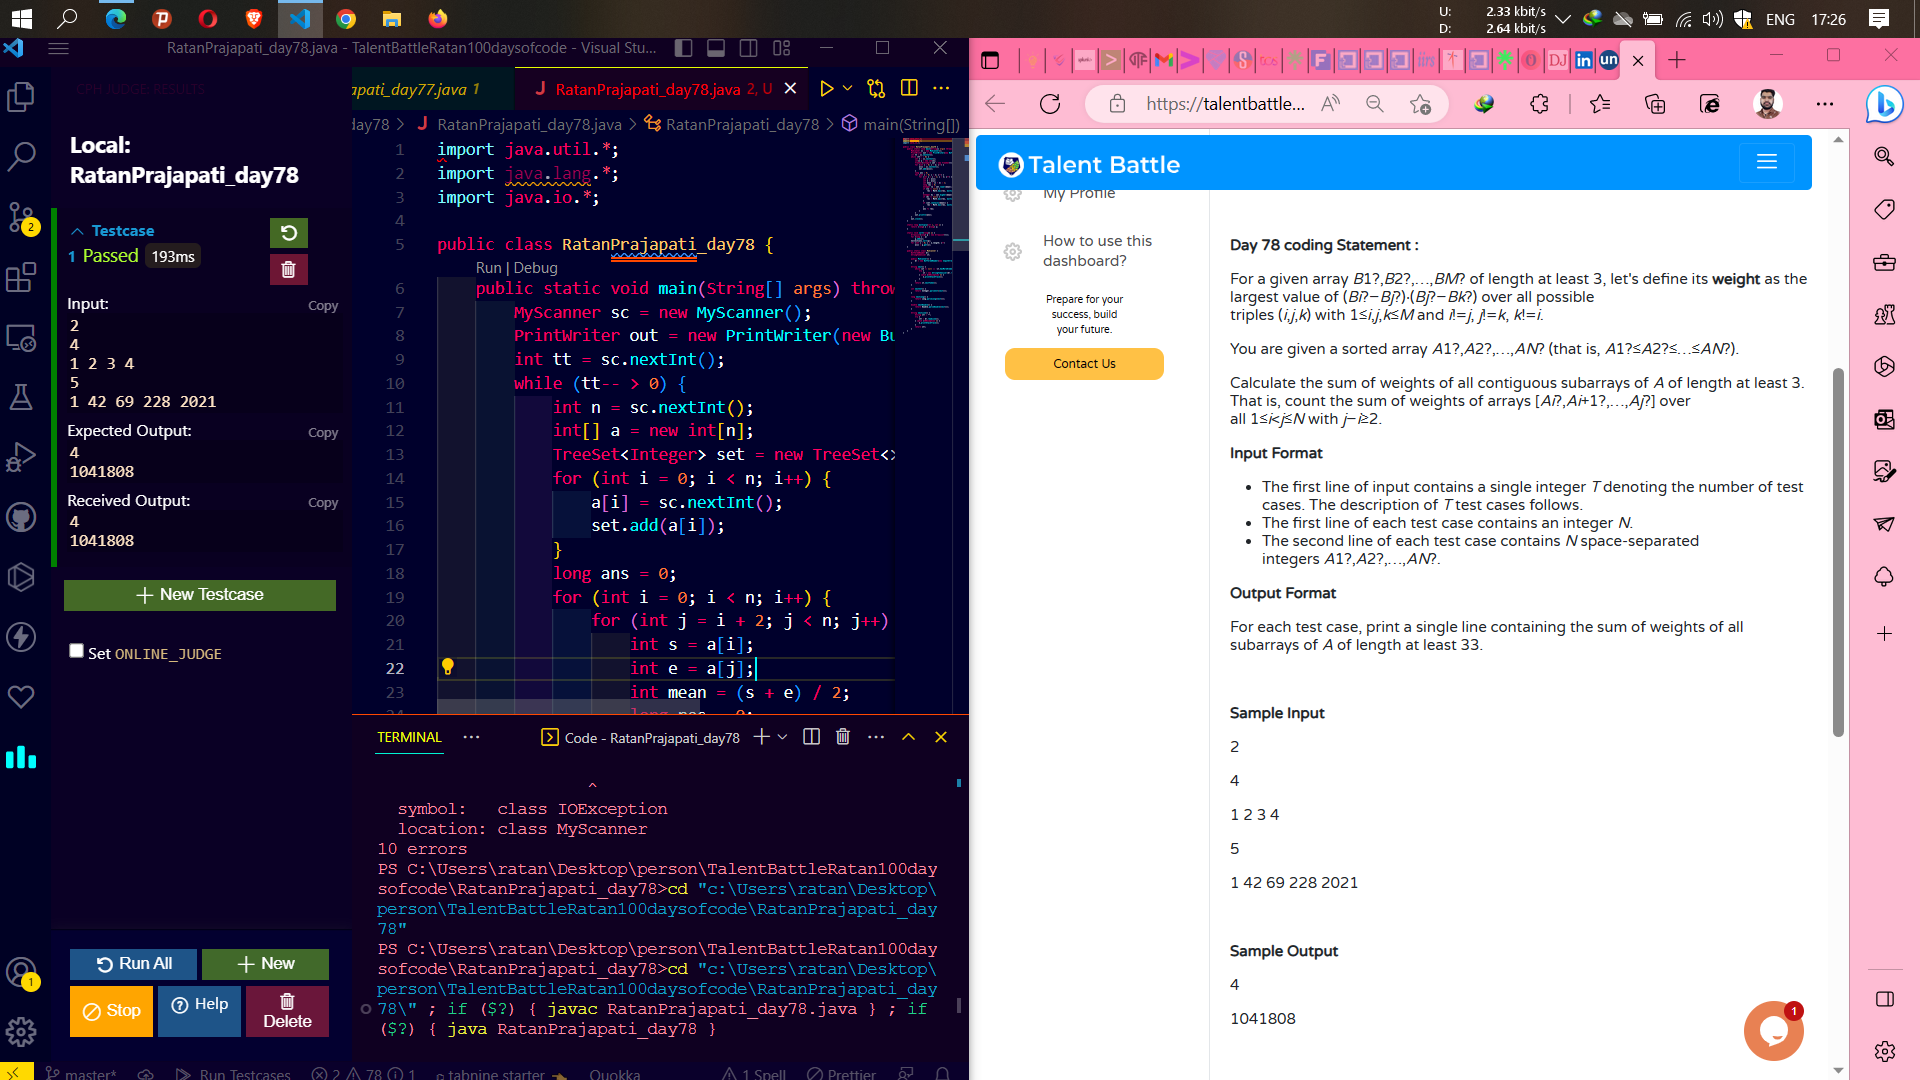 U: 2.33 kbit/s
D: 2.64 kbit/s
ENG 17:26
RatanPrajapati_day78.java - TalentBattleRatan100daysofcode - Visual Stu...
CPH JUDGE: RESULTS
Local:
RatanPrajapati_day78
Testcase
1 Passed 193ms
Input:
Copy
2
4
1 2 3 4
5
1 42 69 228 2021
Expected Output:
Copy
4
1041808
Received Output:
Copy
4
1041808
New Testcase
Set ONLINE_JUDGE
Run All
New
Stop
Help
Delete
apati_day77.java 1
RatanPrajapati_day78.java 2, U
day78 > RatanPrajapati_day78.java > RatanPrajapati_day78 > main(String[])
1 import java.util.*;
2 import java.lang.*;
3 import java.io.*;
4
5 public class RatanPrajapati_day78 {
Run | Debug
6 public static void main(String[] args) throw
7 MyScanner sc = new MyScanner();
8 PrintWriter out = new PrintWriter(new Bu
9 int tt = sc.nextInt();
10 while (tt-- > 0) {
11 int n = sc.nextInt();
12 int[] a = new int[n];
13 TreeSet<Integer> set = new TreeSet<>
14 for (int i = 0; i < n; i++) {
15 a[i] = sc.nextInt();
16 set.add(a[i]);
17 }
18 long ans = 0;
19 for (int i = 0; i < n; i++) {
20 for (int j = i + 2; j < n; j++)
21 int s = a[i];
22 int e = a[j];
23 int mean = (s + e) / 2;
TERMINAL
Code - RatanPrajapati_day78
^
symbol: class IOException
location: class MyScanner
10 errors
PS C:\Users\ratan\Desktop\person\TalentBattleRatan100day
sofcode\RatanPrajapati_day78>cd "c:\Users\ratan\Desktop\
person\TalentBattleRatan100daysofcode\RatanPrajapati_day
78"
PS C:\Users\ratan\Desktop\person\TalentBattleRatan100day
sofcode\RatanPrajapati_day78>cd "c:\Users\ratan\Desktop\
person\TalentBattleRatan100daysofcode\RatanPrajapati_day
78\" ; if ($?) { javac RatanPrajapati_day78.java } ; if
($?) { java RatanPrajapati_day78 }
master* Run Testcases 2 78 1 tabnine starter Quokka 1 Spell Prettier
https://talentbattle...
Talent Battle
My Profile
How to use this
dashboard?
Prepare for your
success, build
your future.
Contact Us
Day 78 coding Statement :
For a given array B1?,B2?,...,BM? of length at least 3, let's define its weight as the
largest value of (Bi?−Bj?)·(Bj?−Bk?) over all possible
triples (i,j,k) with 1≤i,j,k≤M and i!=j, j!=k, k!=i.
You are given a sorted array A1?,A2?,...,AN? (that is, A1?≤A2?≤...≤AN?).
Calculate the sum of weights of all contiguous subarrays of A of length at least 3.
That is, count the sum of weights of arrays [Ai?,Ai+1?,...,Aj?] over
all 1≤i<j≤N with j−i≥2.
Input Format
• The first line of input contains a single integer T denoting the number of test
cases. The description of T test cases follows.
• The first line of each test case contains an integer N.
• The second line of each test case contains N space-separated
integers A1?,A2?,...,AN?.
Output Format
For each test case, print a single line containing the sum of weights of all
subarrays of A of length at least 33.
Sample Input
2
4
1 2 3 4
5
1 42 69 228 2021
Sample Output
4
1041808
1